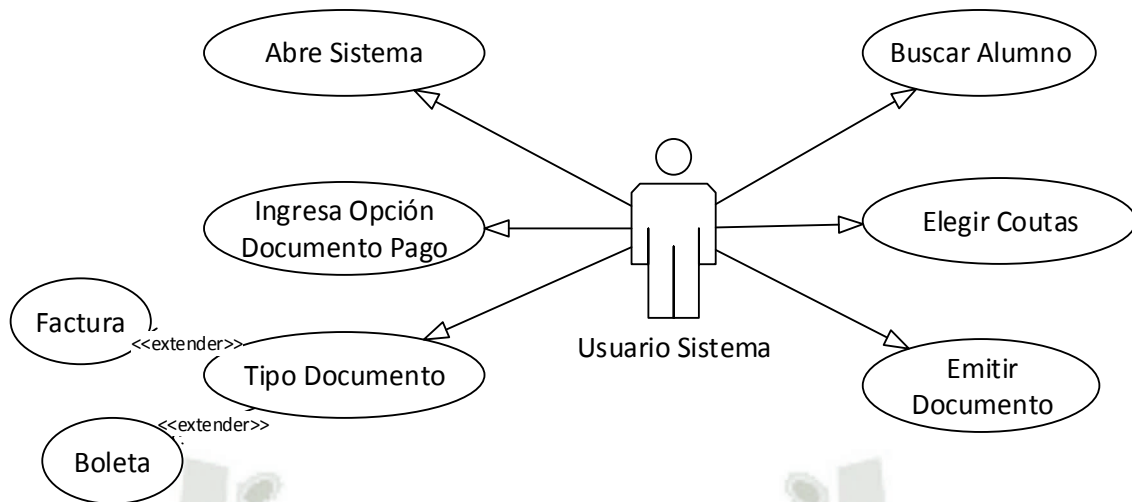 Abre Sistema
Buscar Alumno
Ingresa Opción
Documento Pago
Elegir Coutas
Factura
<<extender>>
Tipo Documento
Usuario Sistema
Emitir
Documento
<<extender>>
Boleta